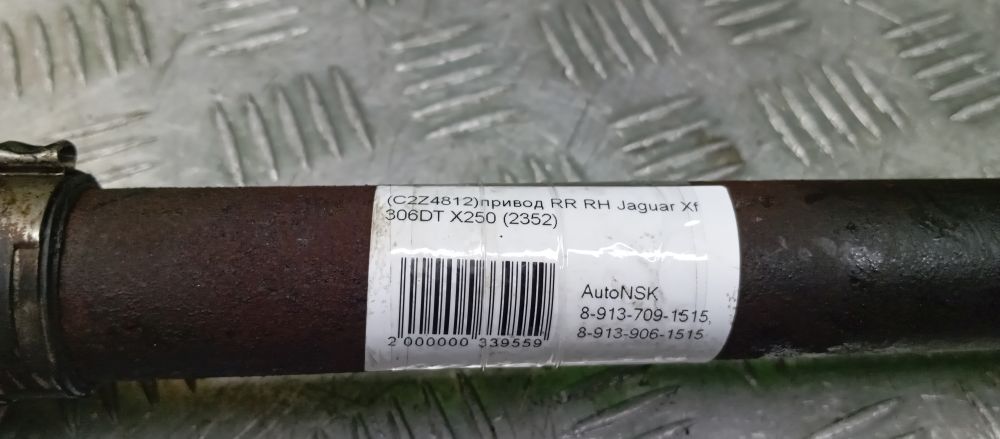 (C2Z4812)привод RR RH Jaguar Xf
306DT X250 (2352)
AutoNSK
8-913-709-1515,
8-913-906-1515
2 000000 339559